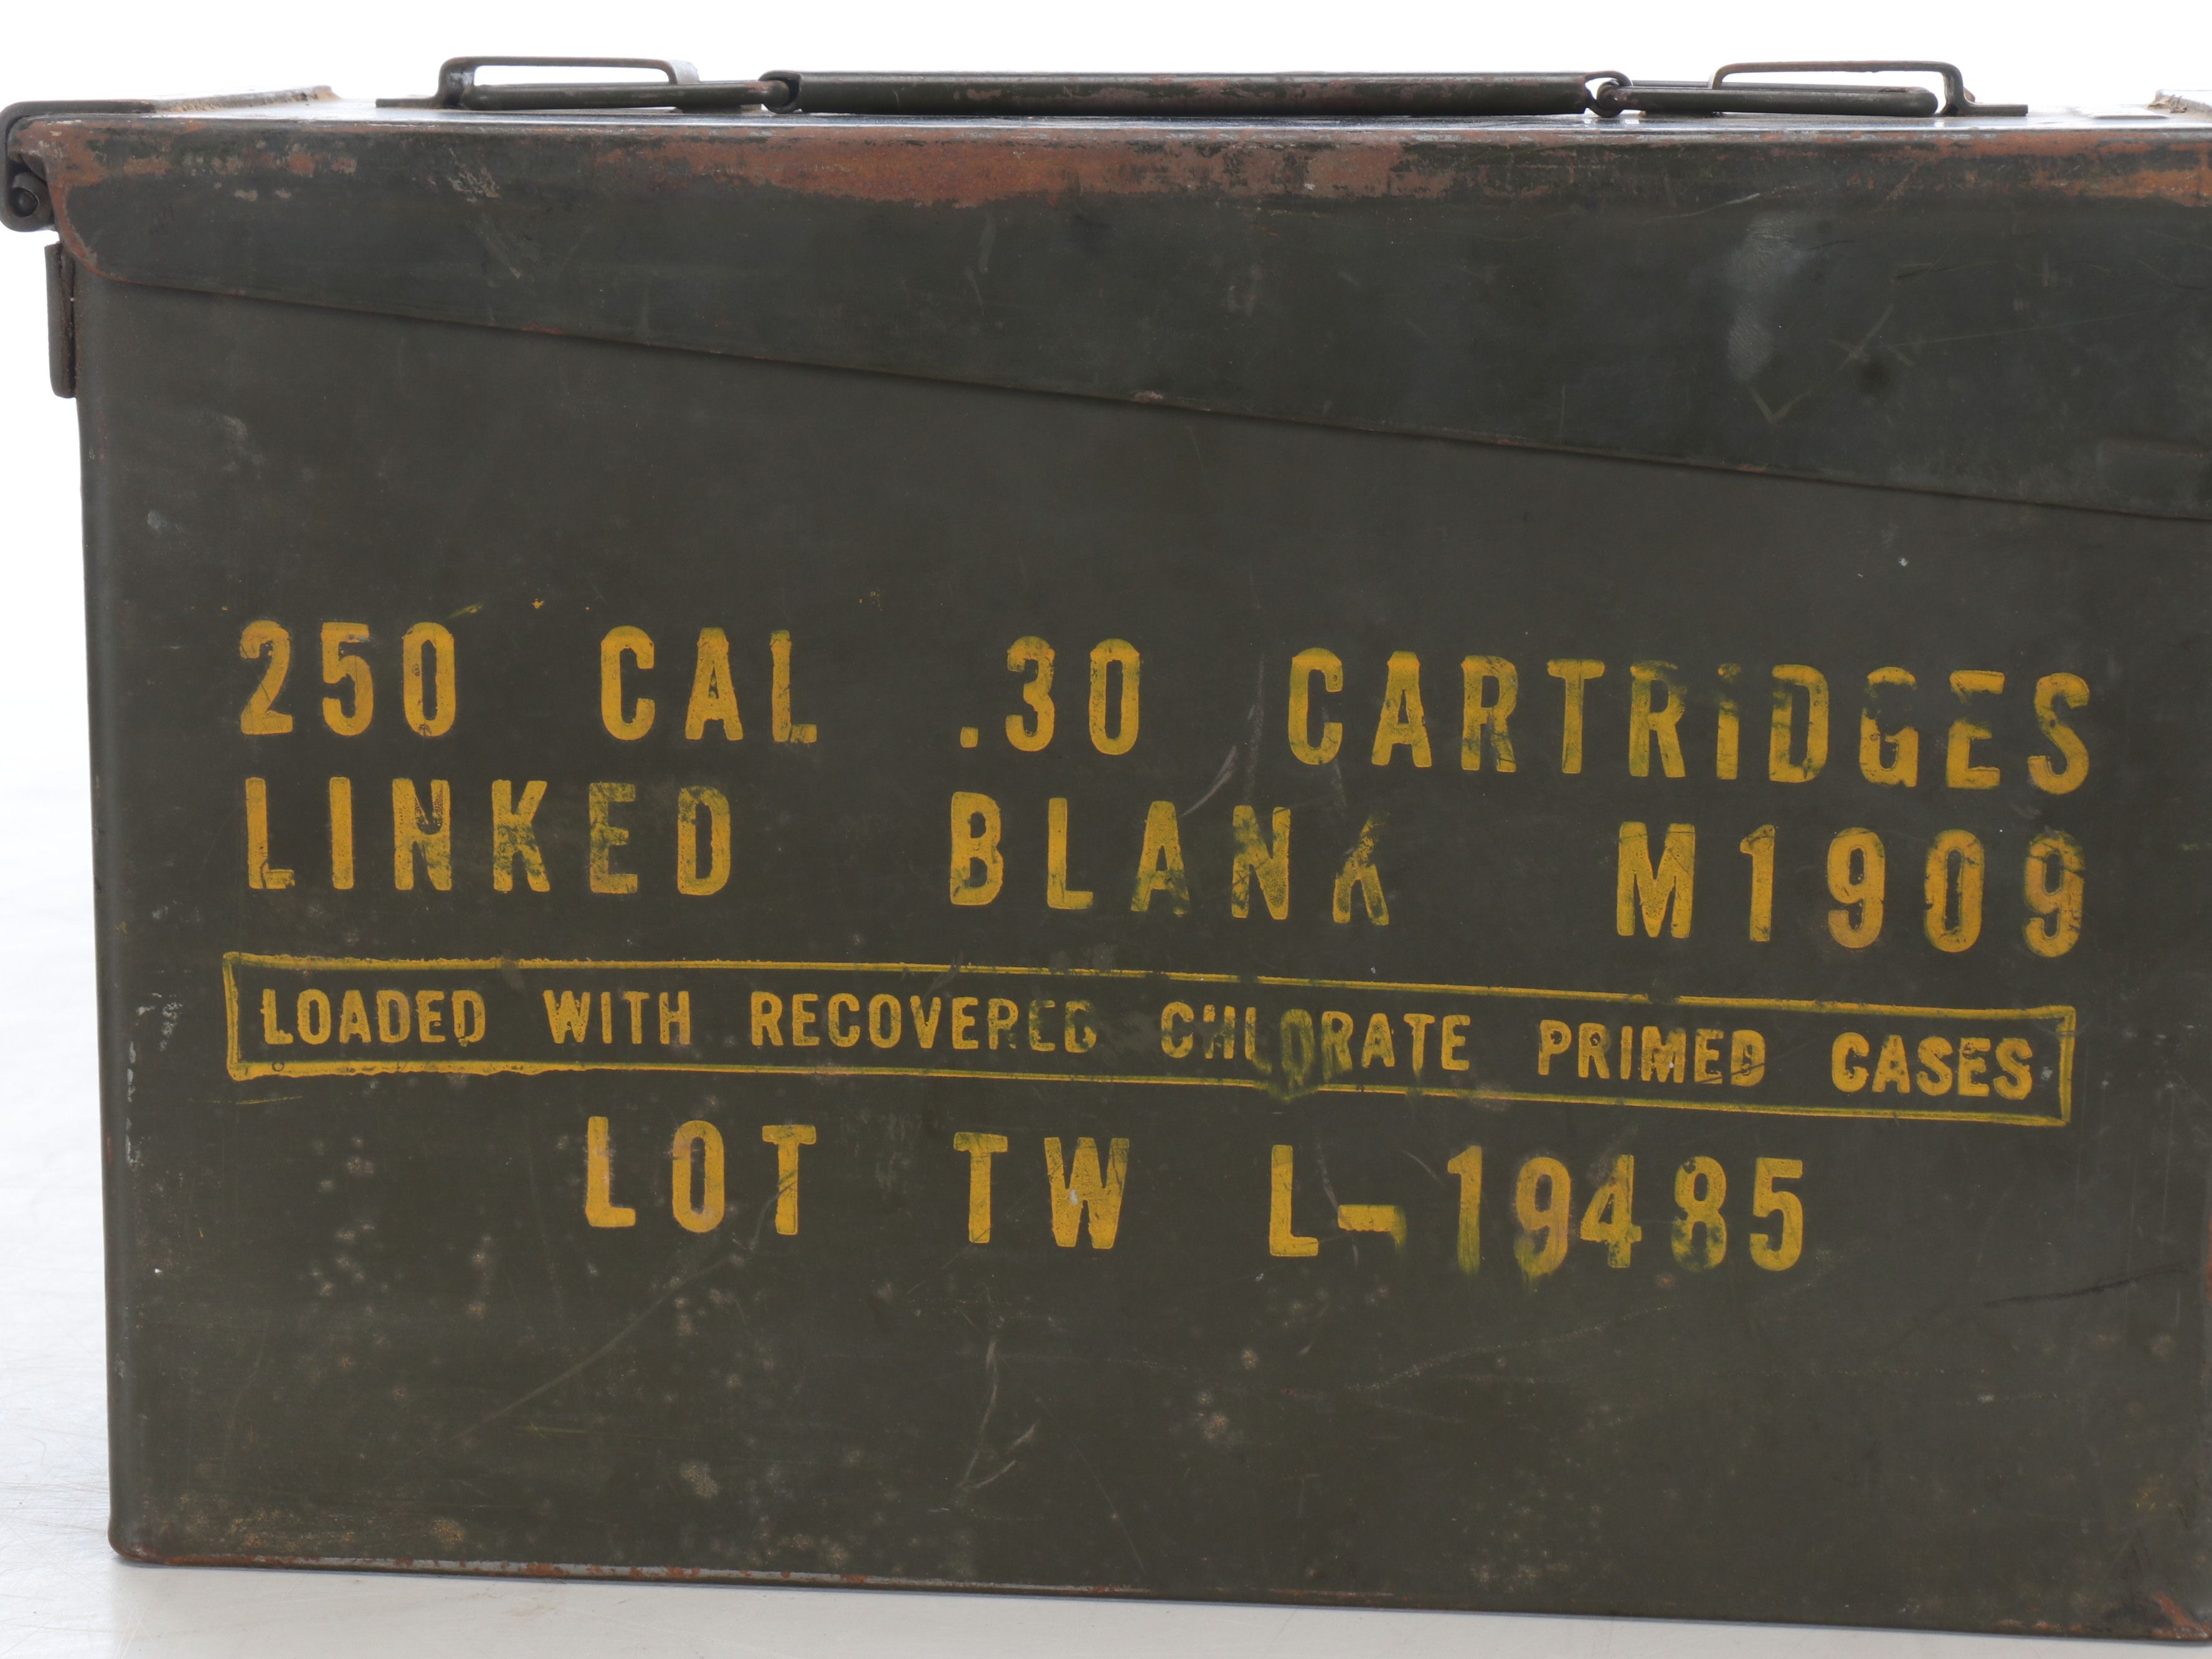 250 CAL .30 CARTRIDGES
LINKED BLANK M1909
LOADED WITH RECOVERED CHLORATE PRIMED CASES
LOT TW L-19485